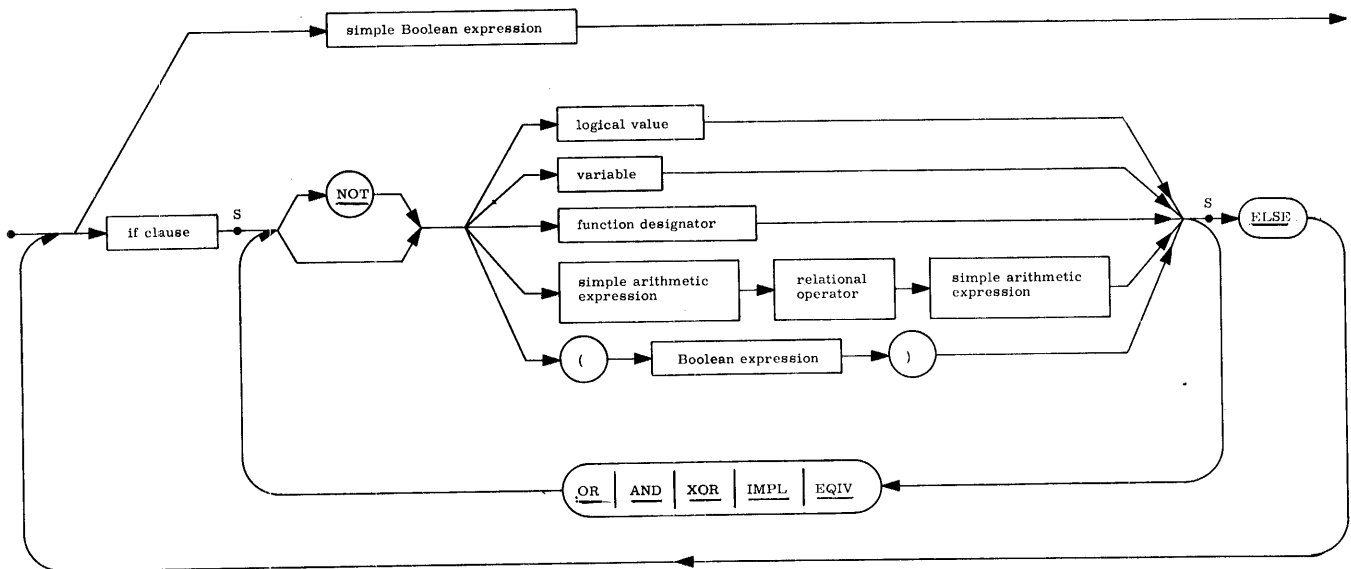 simple Boolean expression
logical value
variable
NOT
S
if clause
function designator
S
ELSE
simple arithmetic
expression
relational
operator
simple arithmetic
expression
(
Boolean expression
)
OR | AND | XOR | IMPL | EQIV